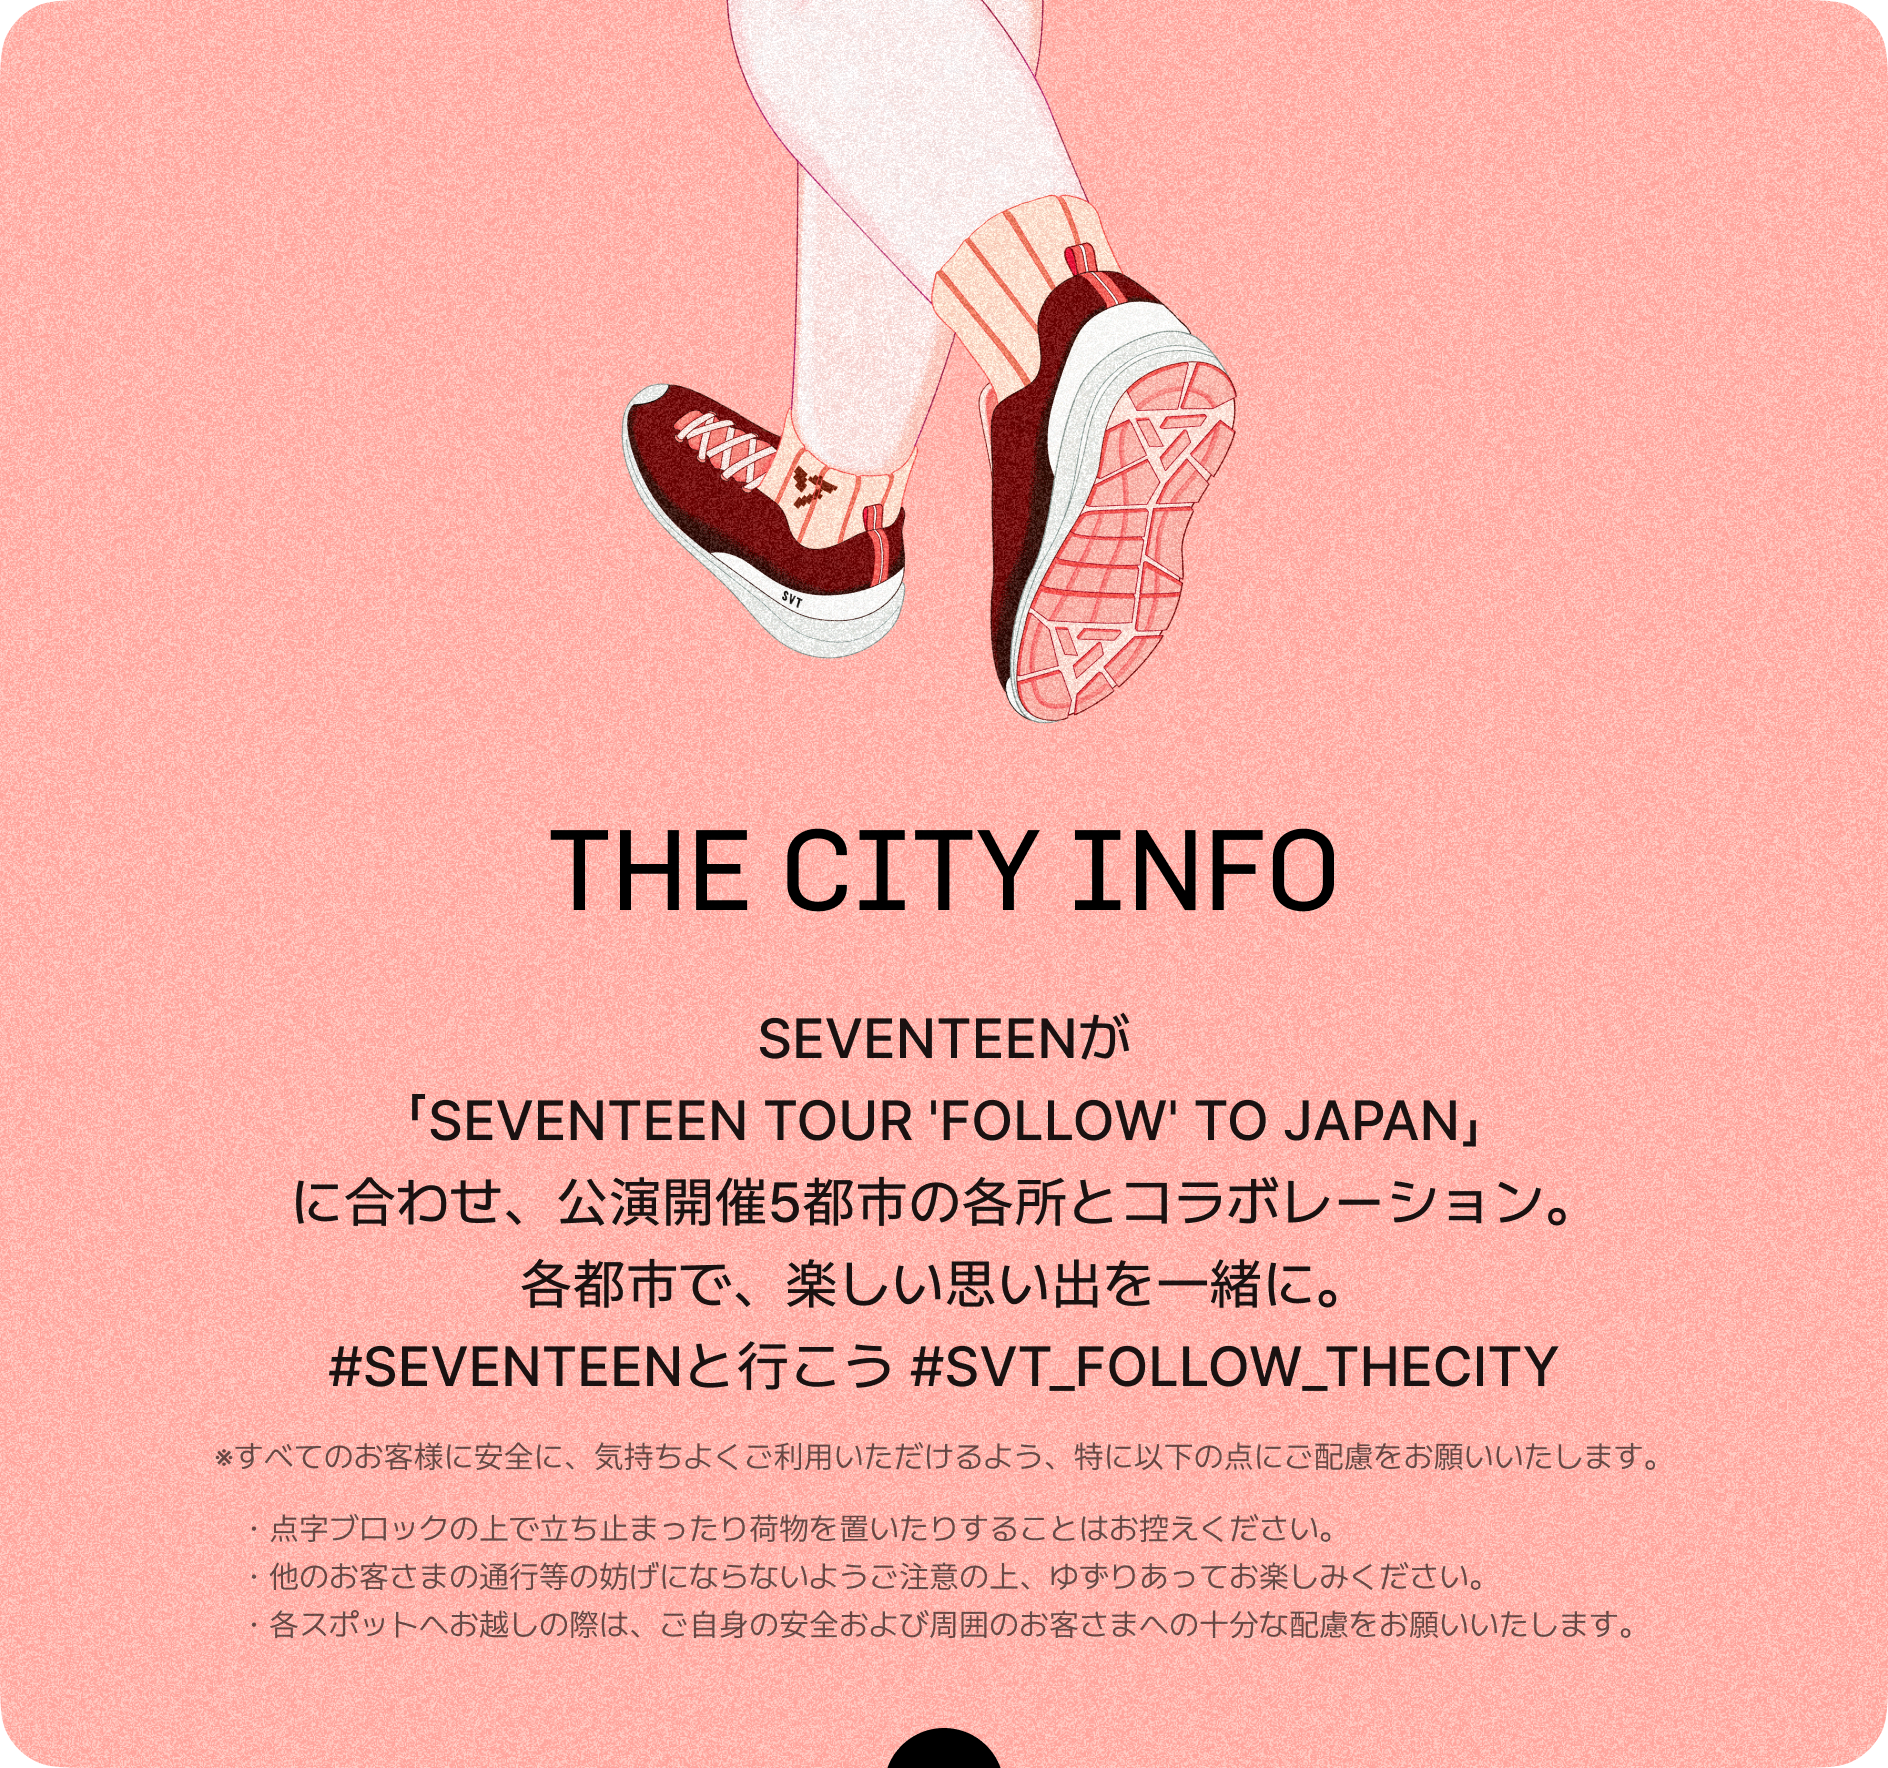 SVT
THE CITY INFO
SEVENTEENが
「SEVENTEEN TOUR 'FOLLOW' TO JAPAN」
に合わせ、公演開催5都市の各所とコラボレーション。
各都市で、楽しい思い出を一緒に。
#SEVENTEENと行こう #SVT_FOLLOW_THECITY
※すべてのお客様に安全に、気持ちよくご利用いただけるよう、特に以下の点にご配慮をお願いいたします。
・点字ブロックの上で立ち止まったり荷物を置いたりすることはお控えください。
・他のお客さまの通行等の妨げにならないようご注意の上、ゆずりあってお楽しみください。
・各スポットへお越しの際は、ご自身の安全および周囲のお客さまへの十分な配慮をお願いいたします。